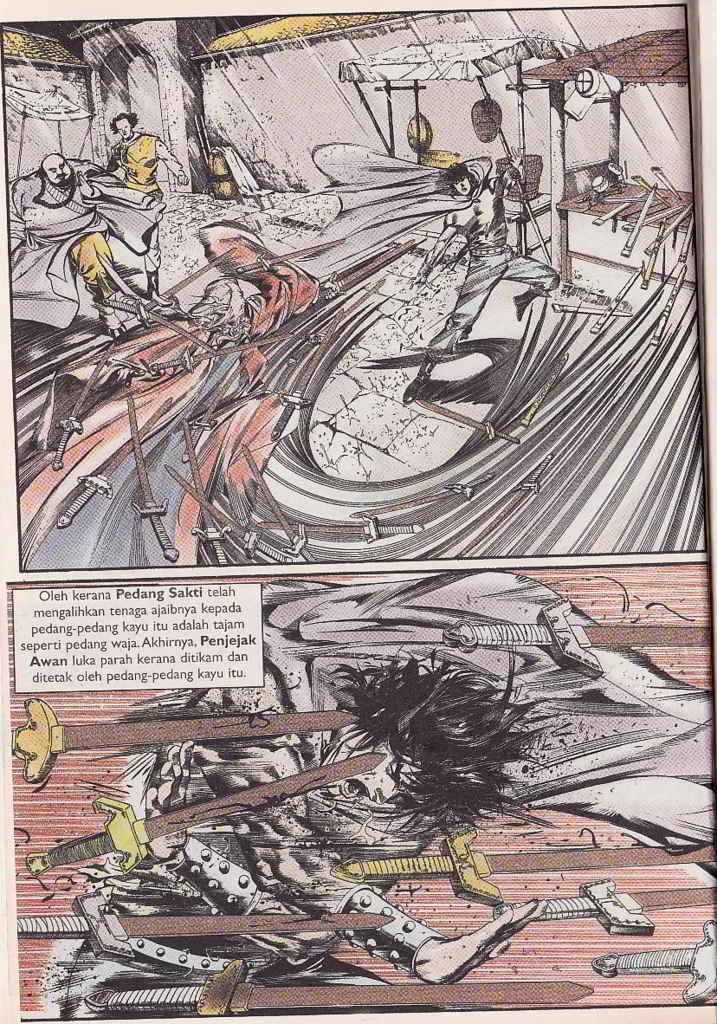 Oleh kerana Pedang Sakti telah
mengalihkan tenaga ajaibnya kepada
pedang-pedang kayu itu adalah tajam
seperti pedang waja. Akhirnya, Penjejak
Awan luka parah kerana ditikam dan
ditetak oleh pedang-pedang kayu itu.